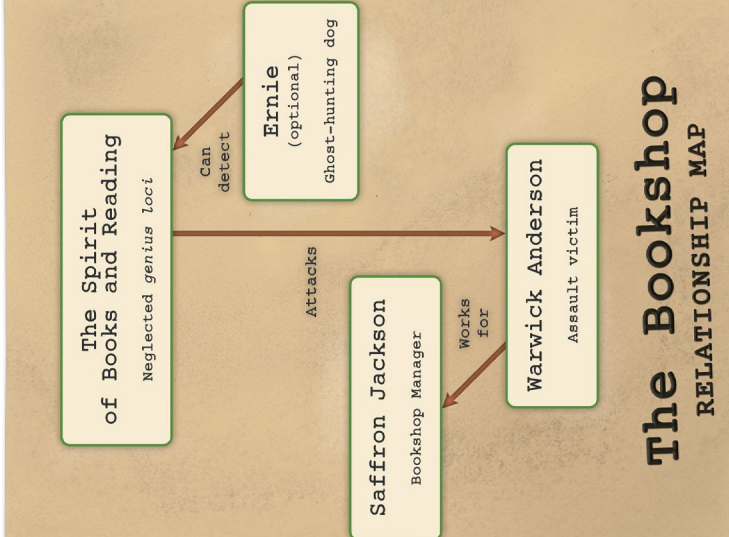 The Spirit
of Books and Reading
Neglected genius loci
Can
detect
Ernie
(optional)
Ghost-hunting dog
Attacks
Saffron Jackson
Bookshop Manager
Works
for
Warwick Anderson
Assault victim
The Bookshop
RELATIONSHIP MAP